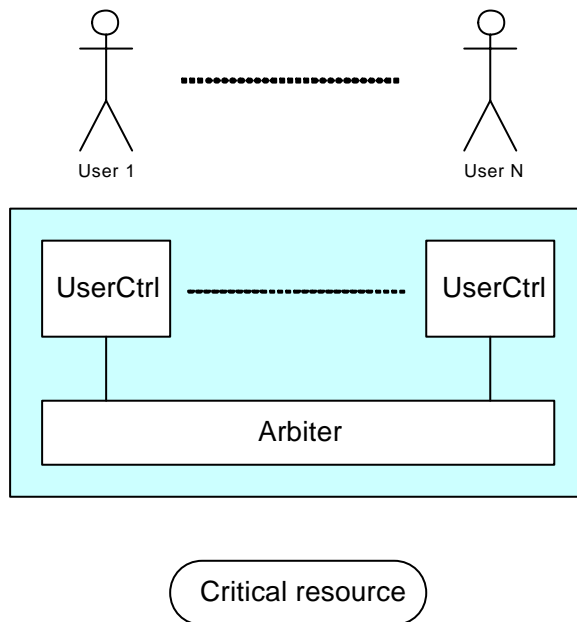 User 1
User N
UserCtrl
UserCtrl
Arbiter
Critical resource